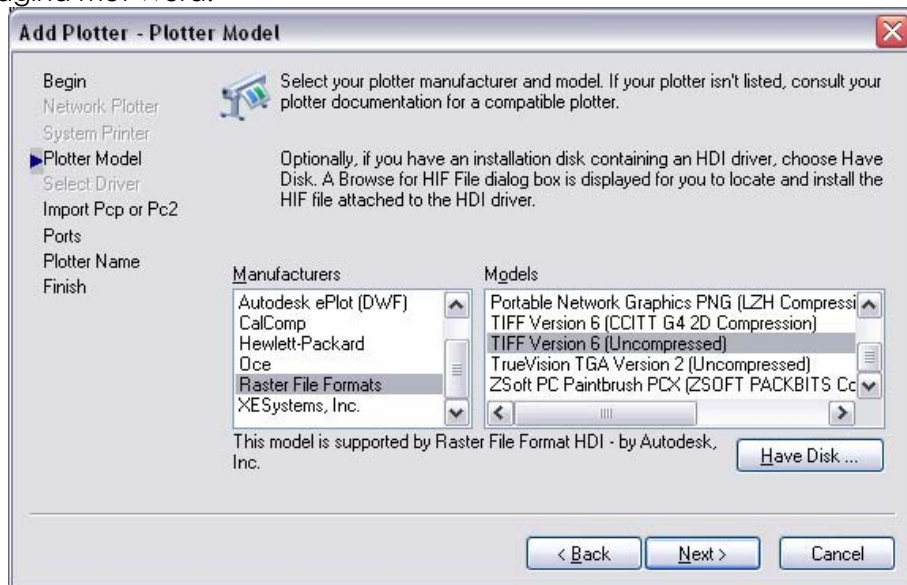 Add Plotter - Plotter Model
Begin
Network Plotter
System Printer
Plotter Model
Select Driver
Import Pcp or Pc2
Ports
Plotter Name
Finish
Select your plotter manufacturer and model. If your plotter isn't listed, consult your
plotter documentation for a compatible plotter.
Optionally, if you have an installation disk containing an HDI driver, choose Have
Disk. A Browse for HIF File dialog box is displayed for you to locate and install the
HIF file attached to the HDI driver.
Manufacturers
Autodesk ePlot (DWF)
CalComp
Hewlett-Packard
Oce
Raster File Formats
XESystems, Inc.
Models
Portable Network Graphics PNG (LZH Compressi
TIFF Version 6 (CCITT G4 2D Compression)
TIFF Version 6 (Uncompressed)
TrueVision TGA Version 2 (Uncompressed)
ZSoft PC Paintbrush PCX (ZSOFT PACKBITS Cc
This model is supported by Raster File Format HDI - by Autodesk,
Inc.
Have Disk ...
< Back
Next >
Cancel